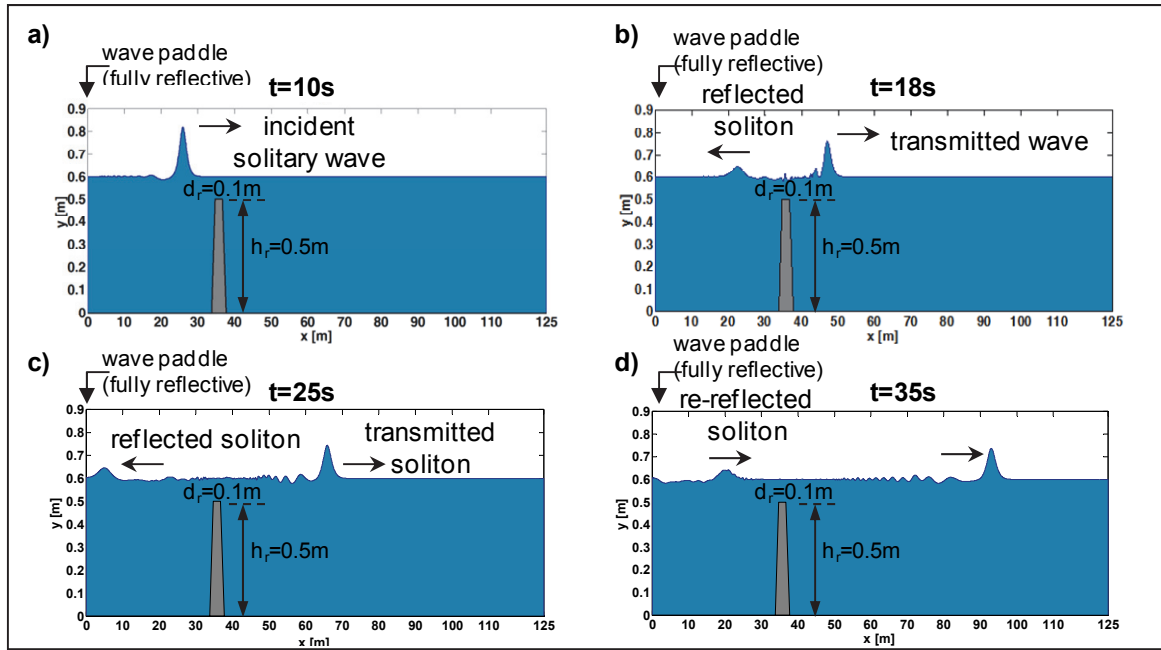 a)
wave paddle
(fully reflective)
t=10s
0.9
0.8
0.7
0.6
0.5
0.4
0.3
0.2
0.1
0
y [m]
incident
solitary wave
dr=0.1m
hr=0.5m
0 10 20 30 40 50 60 70 80 90 100 110 125
x [m]
b)
wave paddle
(fully reflective)
t=18s
reflected
soliton
transmitted wave
0.9
0.8
0.7
0.6
0.5
0.4
0.3
0.2
0.1
0
y [m]
dr=0.1m
hr=0.5m
0 10 20 30 40 50 60 70 80 90 100 110 125
x [m]
c)
wave paddle
(fully reflective)
t=25s
0.9
0.8
0.7
0.6
0.5
0.4
0.3
0.2
0.1
0
y [m]
reflected soliton
transmitted
soliton
dr=0.1m
hr=0.5m
0 10 20 30 40 50 60 70 80 90 100 110 125
x [m]
d)
wave paddle
(fully reflective)
t=35s
re-reflected
soliton
0.9
0.8
0.7
0.6
0.5
0.4
0.3
0.2
0.1
0
y [m]
dr=0.1m
hr=0.5m
0 10 20 30 40 50 60 70 80 90 100 110 125
x [m]